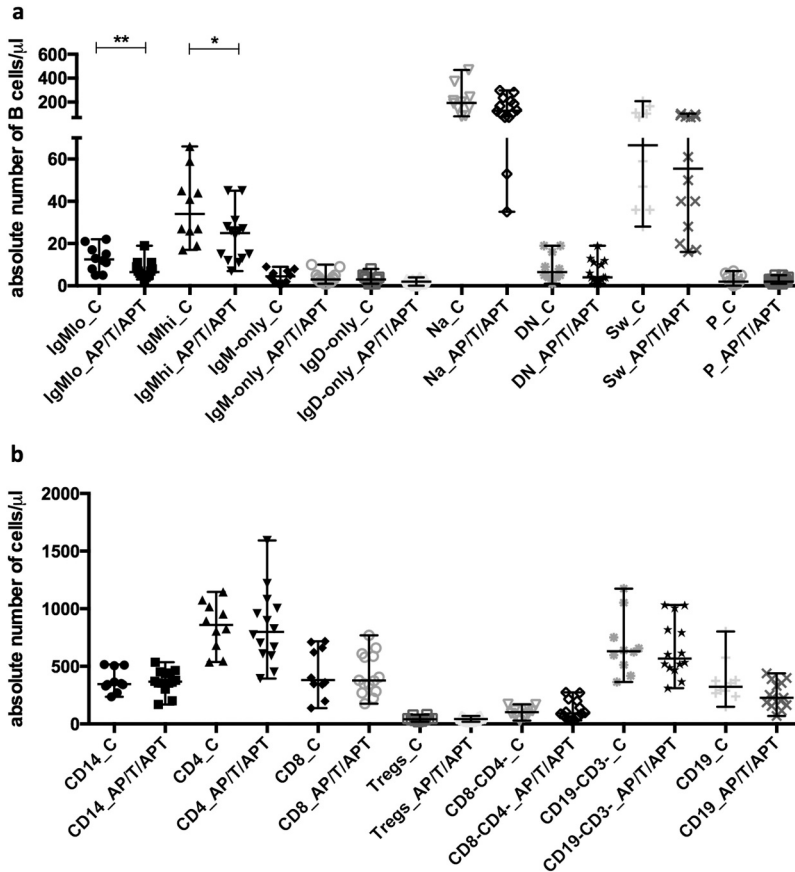 a
** *
absolute number of B cells/µl
600
400
200
60
40
20
0
IgMlo_C
IgMlo_AP/T/APT
IgMhi_C
IgMhi_AP/T/APT
IgM-only_C
IgM-only_AP/T/APT
IgD-only_C
IgD-only_AP/T/APT
Na_C
Na_AP/T/APT
DN_C
DN_AP/T/APT
Sw_C
Sw_AP/T/APT
P_C
P_AP/T/APT
b
absolute number of cells/µl
2000
1500
1000
500
0
CD14_C
CD14_AP/T/APT
CD4_C
CD4_AP/T/APT
CD8_C
CD8_AP/T/APT
Tregs_C
Tregs_AP/T/APT
CD8-CD4-_C
CD8-CD4-_AP/T/APT
CD19-CD3-_C
CD19-CD3-_AP/T/APT
CD19_C
CD19_AP/T/APT